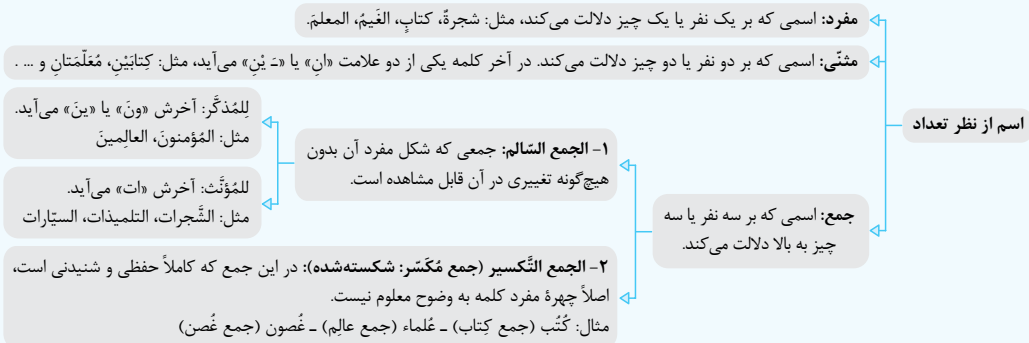 اسم از نظر تعداد
مفرد: اسمی که بر یک نفر یا یک چیز دلالت می‌کند، مثل: شجرةٌ، کتابٍ، الغَیمُ، المعلمَ.
مثنّی: اسمی که بر دو نفر یا دو چیز دلالت می‌کند. در آخر کلمه یکی از دو علامت «انِ» یا «ـَ یْنِ» می‌آید، مثل: کِتابَیْنِ، مُعَلّمَتانِ و ... .
جمع: اسمی که بر سه نفر یا سه
چیز به بالا دلالت می‌کند.
۱- الجمع السّالم: جمعی که شکل مفرد آن بدون
هیچ‌گونه تغییری در آن قابل مشاهده است.
لِلمُذکَّر: آخرش «ونَ» یا «ینَ» می‌آید.
مثل: المُؤمنونَ، العالِمینَ
للمُؤنَّث: آخرش «ات» می‌آید.
مثل: الشَّجرات، التلمیذات، السیّارات
۲- الجمع التَّکسیر (جمع مُکَسّر: شکسته‌شده): در این جمع که کاملاً حفظی و شنیدنی است،
اصلاً چهرۀ مفرد کلمه به وضوح معلوم نیست.
مثال: کُتُب (جمع کِتاب) ـ عُلماء (جمع عالِم) ـ غُصون (جمع غُصن)